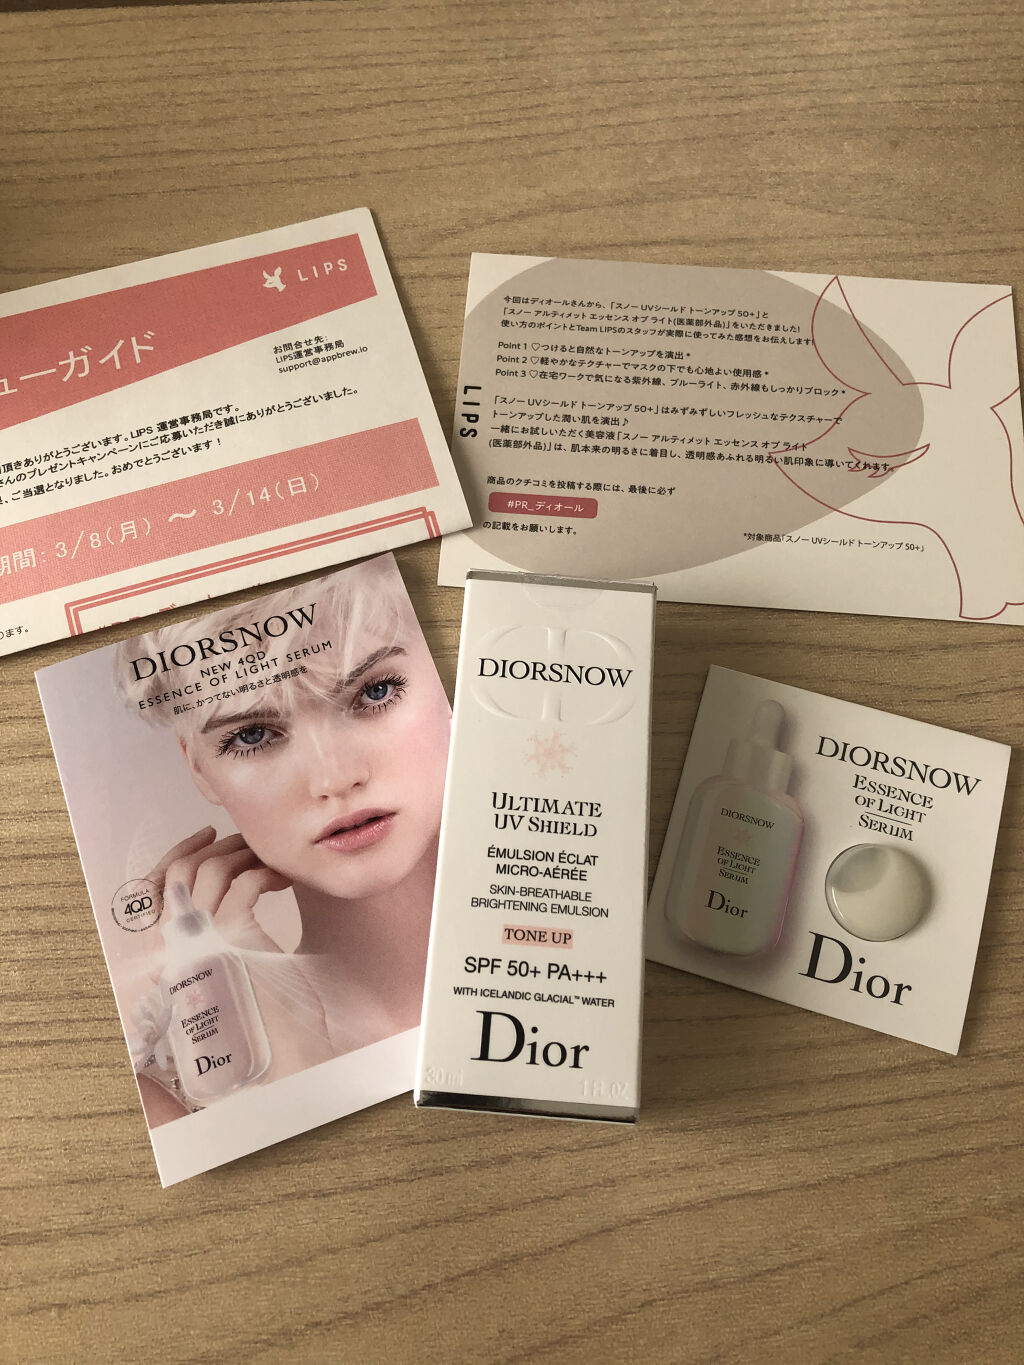 LIPS
ューガイド
お問合せ先:
LIPS運営事務局
support@appbrew.io
頂きありがとうございます。LIPS 運営事務局です。
さんのプレゼントキャンペーンにご応募いただき誠にありがとうございました。
、ご当選となりました。おめでとうございます！
期間: 3/8(月) ～ 3/14(日)
ります。
今回はディオールさんから、「スノー UVシールド トーンアップ 50+」と
「スノー アルティメット エッセンス オブ ライト(医薬部外品)」をいただきました!
使い方のポイントとTeam LIPSのスタッフが実際に使ってみた感想をお伝えします!
Point 1 ♡つけると自然なトーンアップを演出*
Point 2 ♡軽やかなテクチャーでマスクの下でも心地よい使用感*
Point 3 ♡在宅ワークで気になる紫外線、ブルーライト、赤外線もしっかりブロック*
LIPS
「スノー UVシールド トーンアップ 50+」はみずみずしいフレッシュなテクスチャーで
トーンアップした潤い肌を演出♪
一緒にお試しいただく美容液「スノー アルティメット エッセンス オブ ライト
(医薬部外品)」は、肌本来の明るさに着目し、透明感あふれる明るい肌印象に導いてくれます。
商品のクチコミを投稿する際には、最後に必ず
#PR_ディオール
の記載をお願いします。
*対象商品「スノー UVシールド トーンアップ 50+」
DIORSNOW
NEW 4QD
ESSENCE OF LIGHT SERUM
肌に、かつてない明るさと透明感を
FORMULA
4QD
CERTIFIED
DIORSNOW
ESSENCE
OF LIGHT
SERUM
Dior
DIORSNOW
ULTIMATE
UV SHIELD
ÉMULSION ÉCLAT
MICRO-AÉRÉE
SKIN-BREATHABLE
BRIGHTENING EMULSION
TONE UP
SPF 50+ PA+++
WITH ICELANDIC GLACIAL™ WATER
Dior
30 ml
1 FL.OZ
DIORSNOW
ESSENCE
OF LIGHT
SERUM
DIORSNOW
ESSENCE
OF LIGHT
SERUM
Dior
Dior